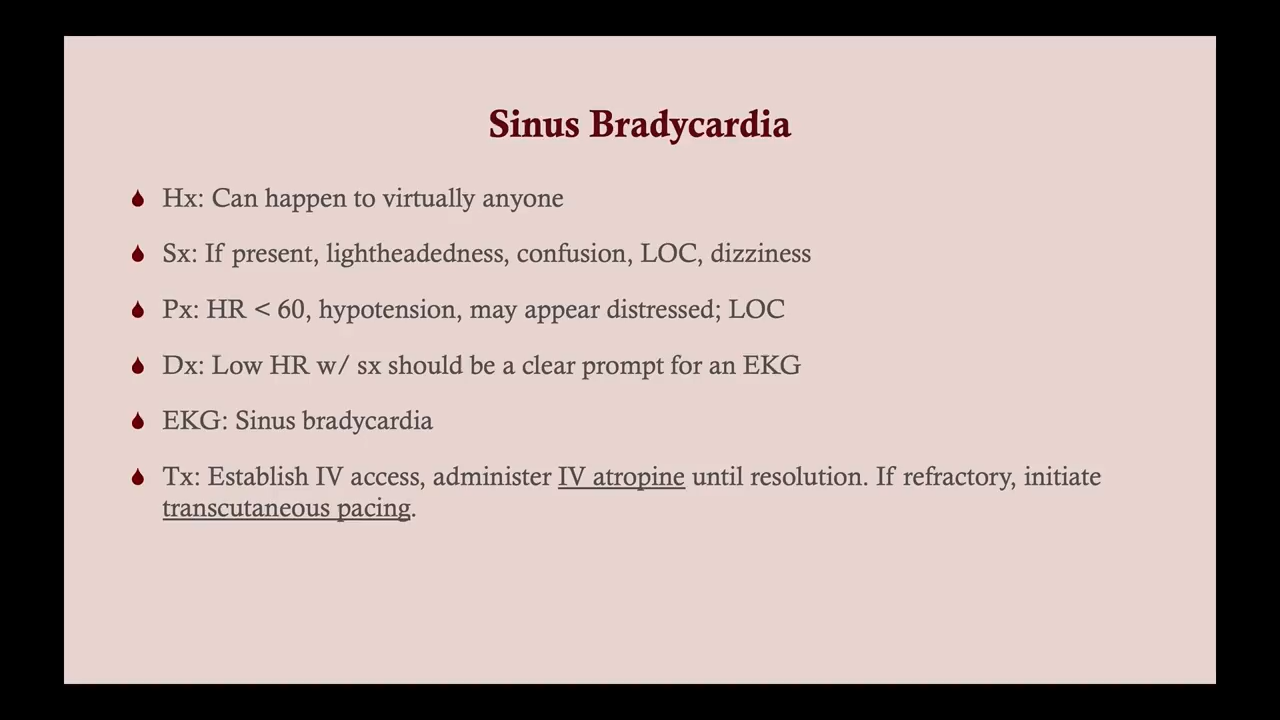 Sinus Bradycardia
Hx: Can happen to virtually anyone
Sx: If present, lightheadedness, confusion, LOC, dizziness
Px: HR < 60, hypotension, may appear distressed; LOC
Dx: Low HR w/ sx should be a clear prompt for an EKG
EKG: Sinus bradycardia
Tx: Establish IV access, administer IV atropine until resolution. If refractory, initiate
transcutaneous pacing.